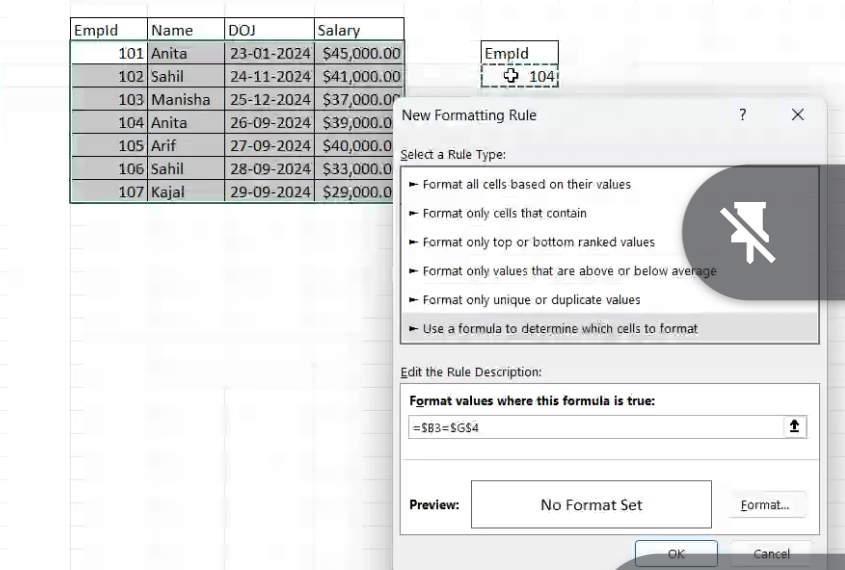 EmpId Name DOJ Salary
101 Anita 23-01-2024 $45,000.00 EmpId
102 Sahil 24-11-2024 $41,000.00 104
103 Manisha 25-12-2024 $37,000.00
104 Anita 26-09-2024 $39,000.0
105 Arif 27-09-2024 $40,000.0
106 Sahil 28-09-2024 $33,000.0
107 Kajal 29-09-2024 $29,000.0
New Formatting Rule ?
Select a Rule Type:
► Format all cells based on their values
► Format only cells that contain
► Format only top or bottom ranked values
► Format only values that are above or below average
► Format only unique or duplicate values
► Use a formula to determine which cells to format
Edit the Rule Description:
Format values where this formula is true:
=$B3=$G$4
Preview: No Format Set Format...
OK Cancel